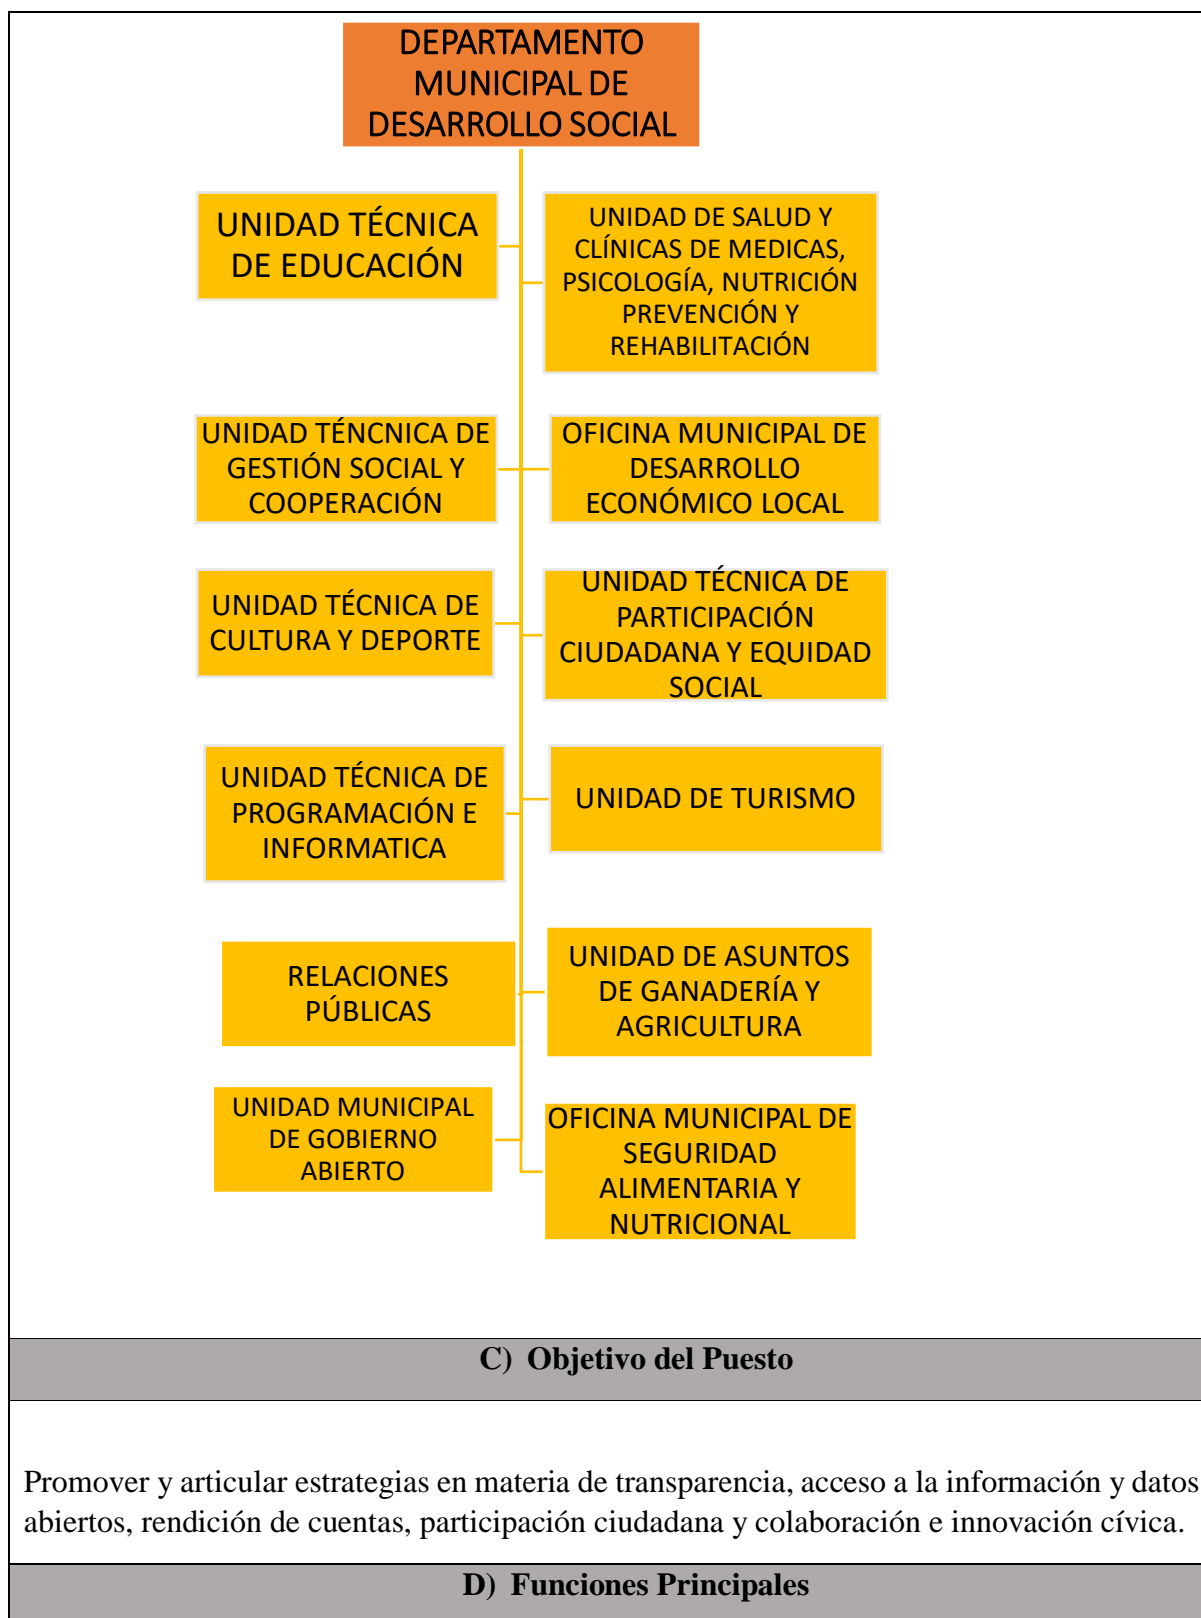 DEPARTAMENTO
MUNICIPAL DE
DESARROLLO SOCIAL
UNIDAD TÉCNICA
DE EDUCACIÓN
UNIDAD DE SALUD Y
CLÍNICAS DE MEDICAS,
PSICOLOGÍA, NUTRICIÓN
PREVENCIÓN Y
REHABILITACIÓN
UNIDAD TÉNCNICA DE
GESTIÓN SOCIAL Y
COOPERACIÓN
OFICINA MUNICIPAL DE
DESARROLLO
ECONÓMICO LOCAL
UNIDAD TÉCNICA DE
CULTURA Y DEPORTE
UNIDAD TÉCNICA DE
PARTICIPACIÓN
CIUDADANA Y EQUIDAD
SOCIAL
UNIDAD TÉCNICA DE
PROGRAMACIÓN E
INFORMATICA
UNIDAD DE TURISMO
RELACIONES
PÚBLICAS
UNIDAD DE ASUNTOS
DE GANADERÍA Y
AGRICULTURA
UNIDAD MUNICIPAL
DE GOBIERNO
ABIERTO
OFICINA MUNICIPAL DE
SEGURIDAD
ALIMENTARIA Y
NUTRICIONAL
C) Objetivo del Puesto
Promover y articular estrategias en materia de transparencia, acceso a la información y datos
abiertos, rendición de cuentas, participación ciudadana y colaboración e innovación cívica.
D) Funciones Principales